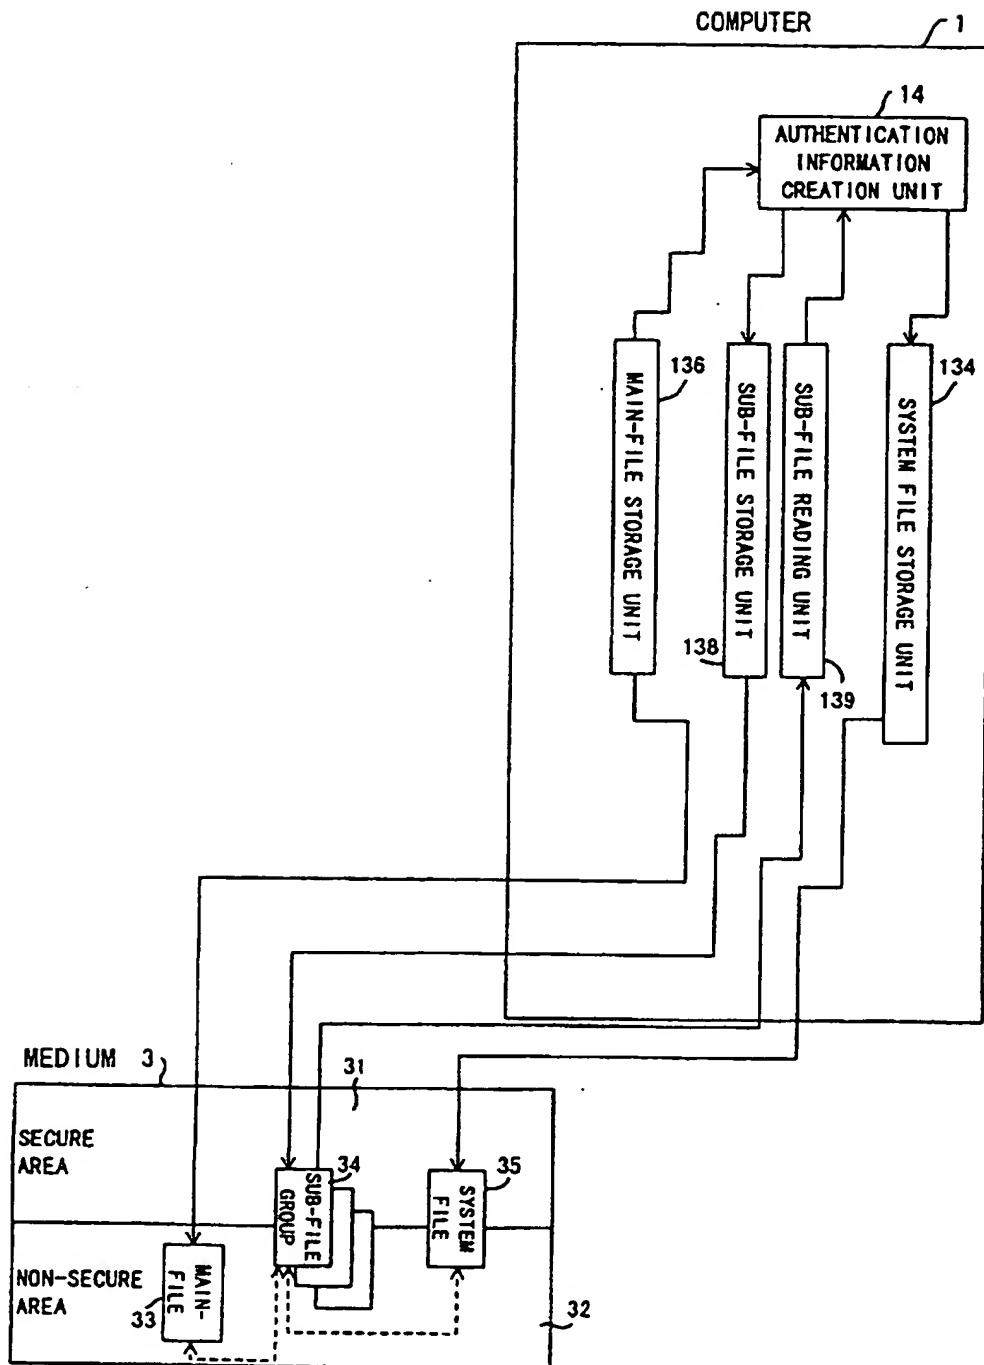 COMPUTER
1
14
AUTHENTICATION
INFORMATION
CREATION UNIT
136
MAIN-FILE STORAGE UNIT
138
SUB-FILE STORAGE UNIT
SUB-FILE READING UNIT
139
134
SYSTEM FILE STORAGE UNIT
MEDIUM 3
31
SECURE
AREA
34
SUB-FILE
GROUP
35
SYSTEM
FILE
NON-SECURE
AREA
MAIN-
FILE
33
32